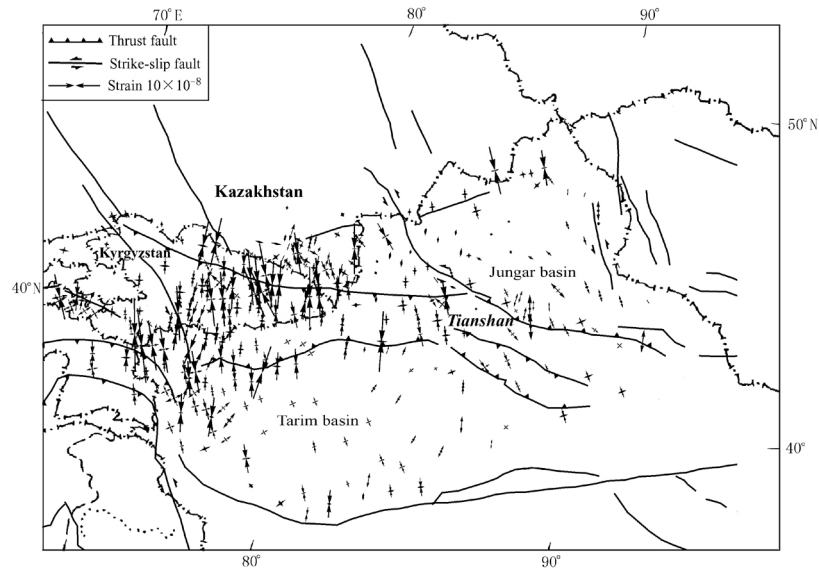 70° E 80° 90°
Thrust fault
Strike-slip fault
Strain 10×10⁻⁸
50° N
Kazakhstan
Kyrgyzstan
Jungar basin
40° N
Tianshan
Tarim basin
40°
80° 90°